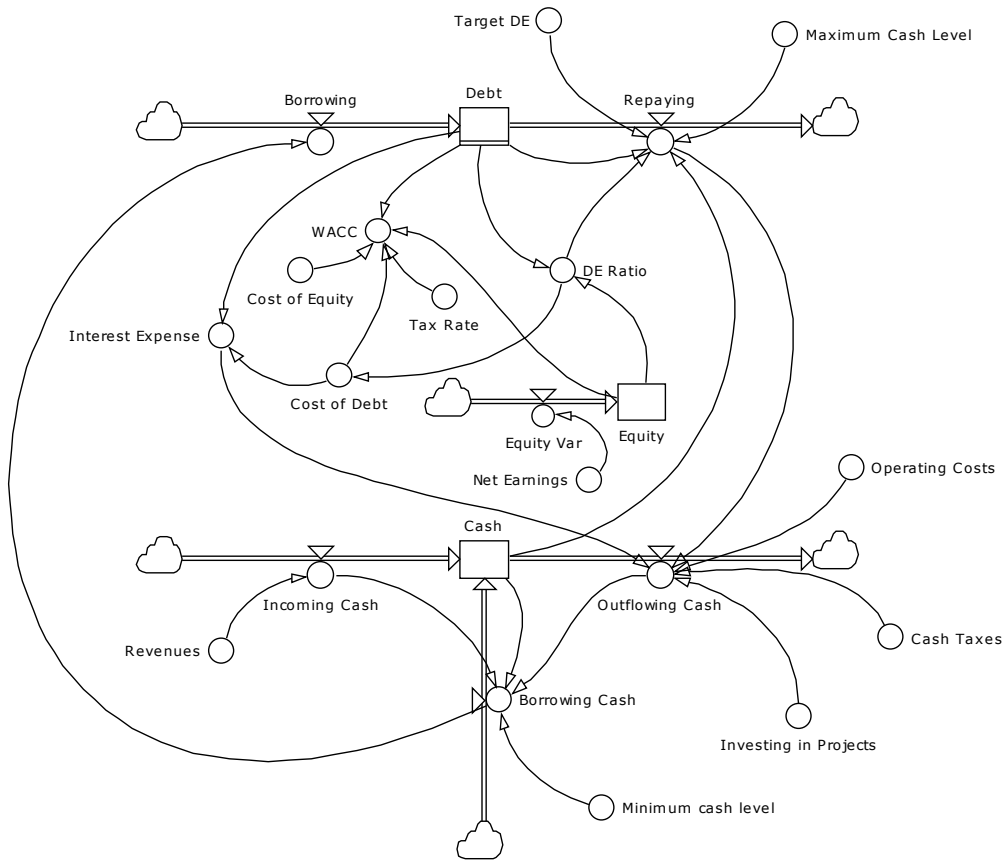 Target DE
Maximum Cash Level
Borrowing
Debt
Repaying
WACC
Cost of Equity
DE Ratio
Tax Rate
Interest Expense
Cost of Debt
Equity Var
Equity
Net Earnings
Operating Costs
Cash
Incoming Cash
Outflowing Cash
Revenues
Cash Taxes
Borrowing Cash
Investing in Projects
Minimum cash level